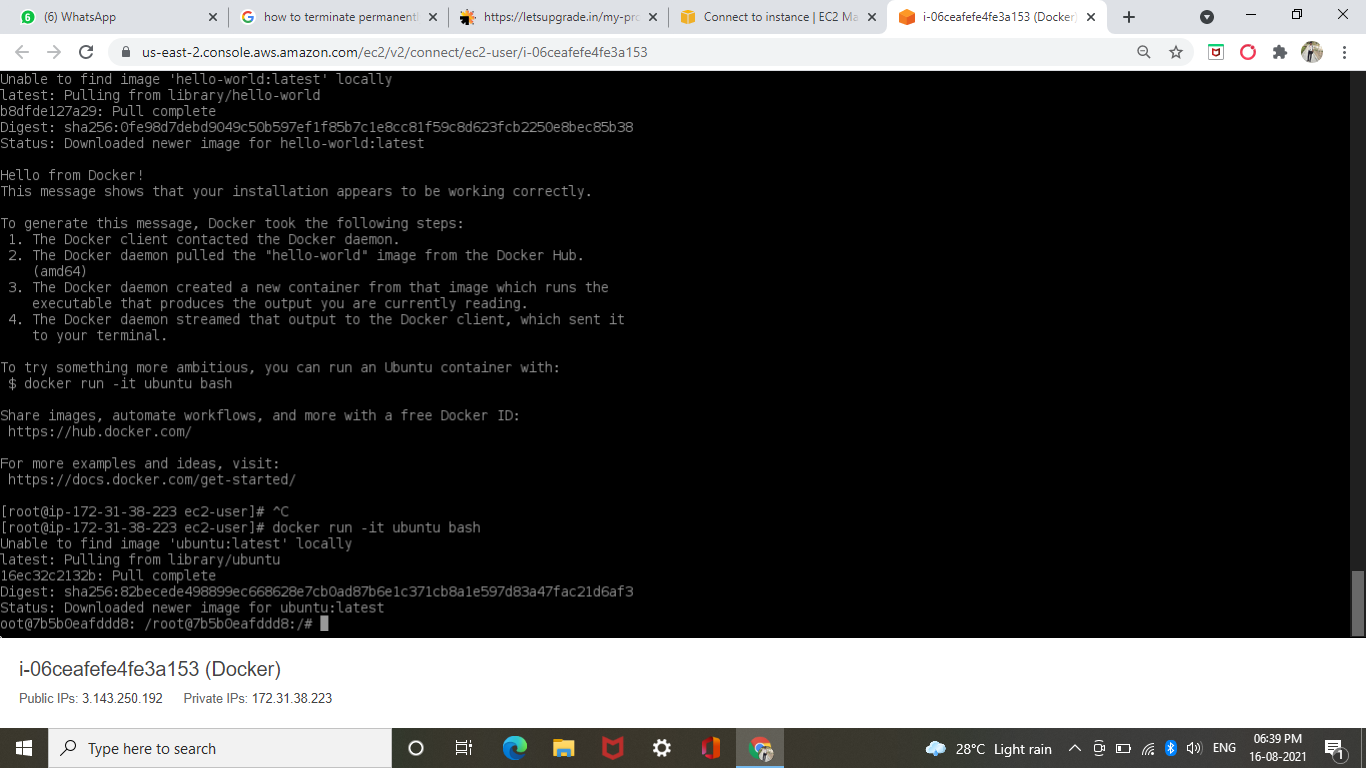 (6) WhatsApp
how to terminate permanent
https://letsupgrade.in/my-pro
Connect to instance | EC2 Ma
i-06ceafefe4fe3a153 (Docker)
us-east-2.console.aws.amazon.com/ec2/v2/connect/ec2-user/i-06ceafefe4fe3a153
Unable to find image 'hello-world:latest' locally
latest: Pulling from library/hello-world
b8dfde127a29: Pull complete
Digest: sha256:0fe98d7debd9049c50b597ef1f85b7c1e8cc81f59c8d623fcb2250e8bec85b38
Status: Downloaded newer image for hello-world:latest
Hello from Docker!
This message shows that your installation appears to be working correctly.
To generate this message, Docker took the following steps:
1. The Docker client contacted the Docker daemon.
2. The Docker daemon pulled the "hello-world" image from the Docker Hub.
(amd64)
3. The Docker daemon created a new container from that image which runs the
executable that produces the output you are currently reading.
4. The Docker daemon streamed that output to the Docker client, which sent it
to your terminal.
To try something more ambitious, you can run an Ubuntu container with:
$ docker run -it ubuntu bash
Share images, automate workflows, and more with a free Docker ID:
https://hub.docker.com/
For more examples and ideas, visit:
https://docs.docker.com/get-started/
[root@ip-172-31-38-223 ec2-user]# ^C
[root@ip-172-31-38-223 ec2-user]# docker run -it ubuntu bash
Unable to find image 'ubuntu:latest' locally
latest: Pulling from library/ubuntu
16ec32c2132b: Pull complete
Digest: sha256:82becede498899ec668628e7cb0ad87b6e1c371cb8a1e597d83a47fac21d6af3
Status: Downloaded newer image for ubuntu:latest
oot@7b5b0eafddd8: /root@7b5b0eafddd8:/#
i-06ceafefe4fe3a153 (Docker)
Public IPs: 3.143.250.192 Private IPs: 172.31.38.223
Type here to search
28°C Light rain
ENG
06:39 PM
16-08-2021
1